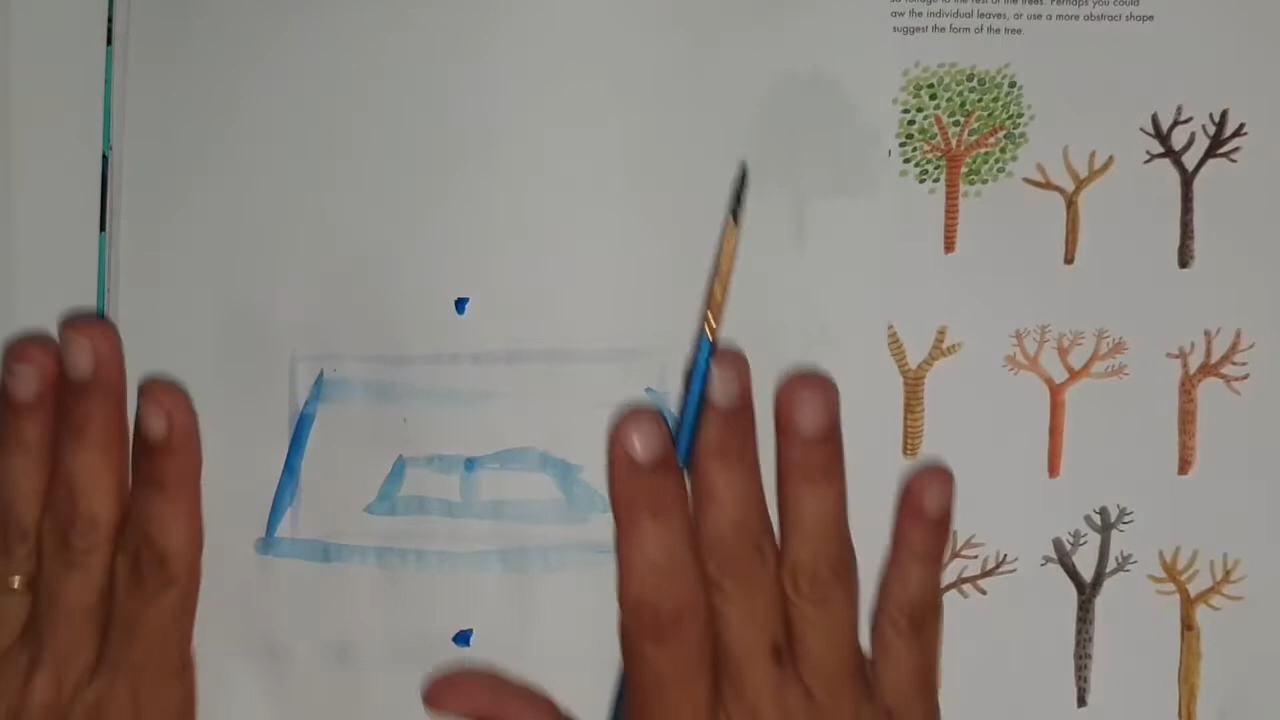 aw the individual leaves, or use a more abstract shape
suggest the form of the tree.